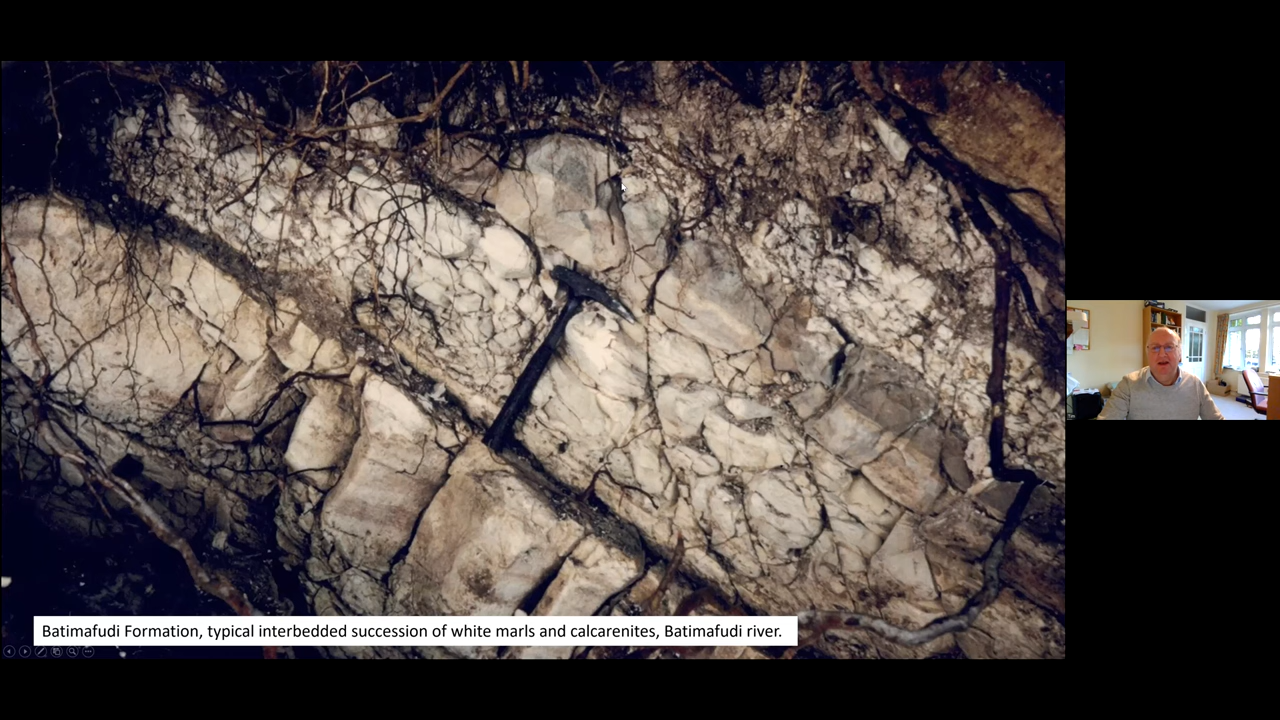 Batimafudi Formation, typical interbedded succession of white marls and calcarenites, Batimafudi river.